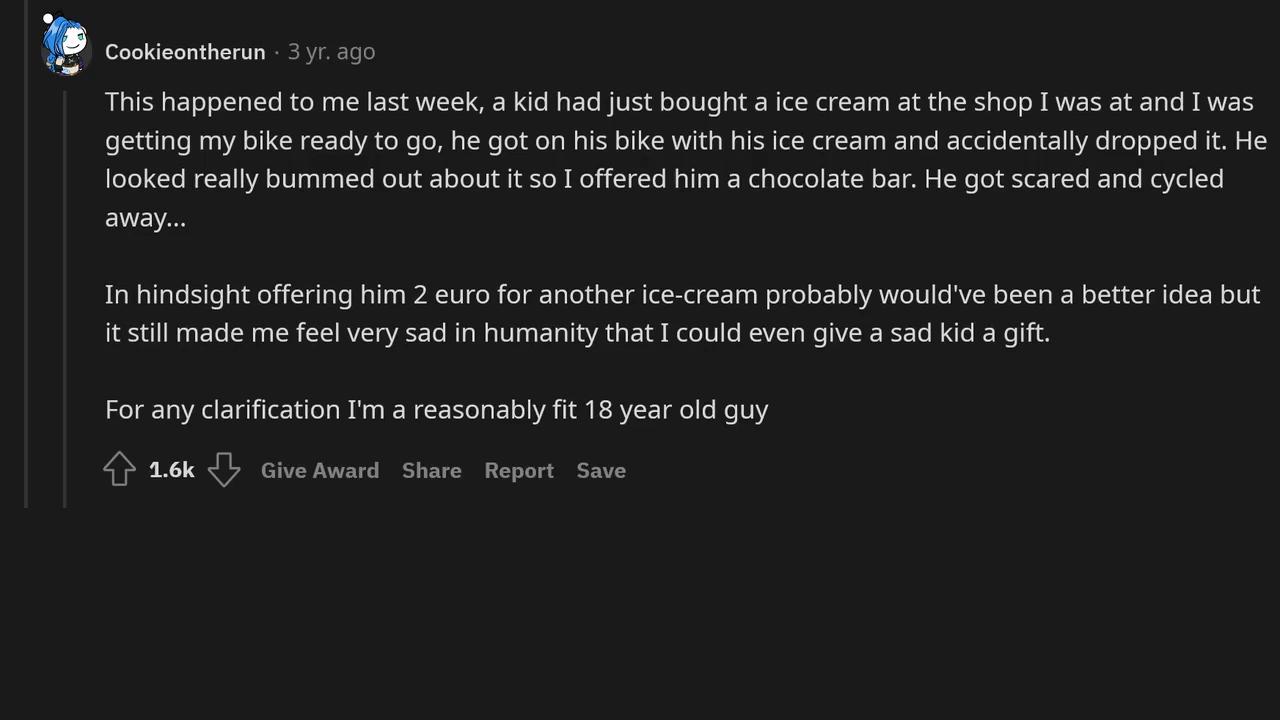 Cookieontherun · 3 yr. ago
This happened to me last week, a kid had just bought a ice cream at the shop I was at and I was
getting my bike ready to go, he got on his bike with his ice cream and accidentally dropped it. He
looked really bummed out about it so I offered him a chocolate bar. He got scared and cycled
away...
In hindsight offering him 2 euro for another ice-cream probably would've been a better idea but
it still made me feel very sad in humanity that I could even give a sad kid a gift.
For any clarification I'm a reasonably fit 18 year old guy
1.6k Give Award Share Report Save